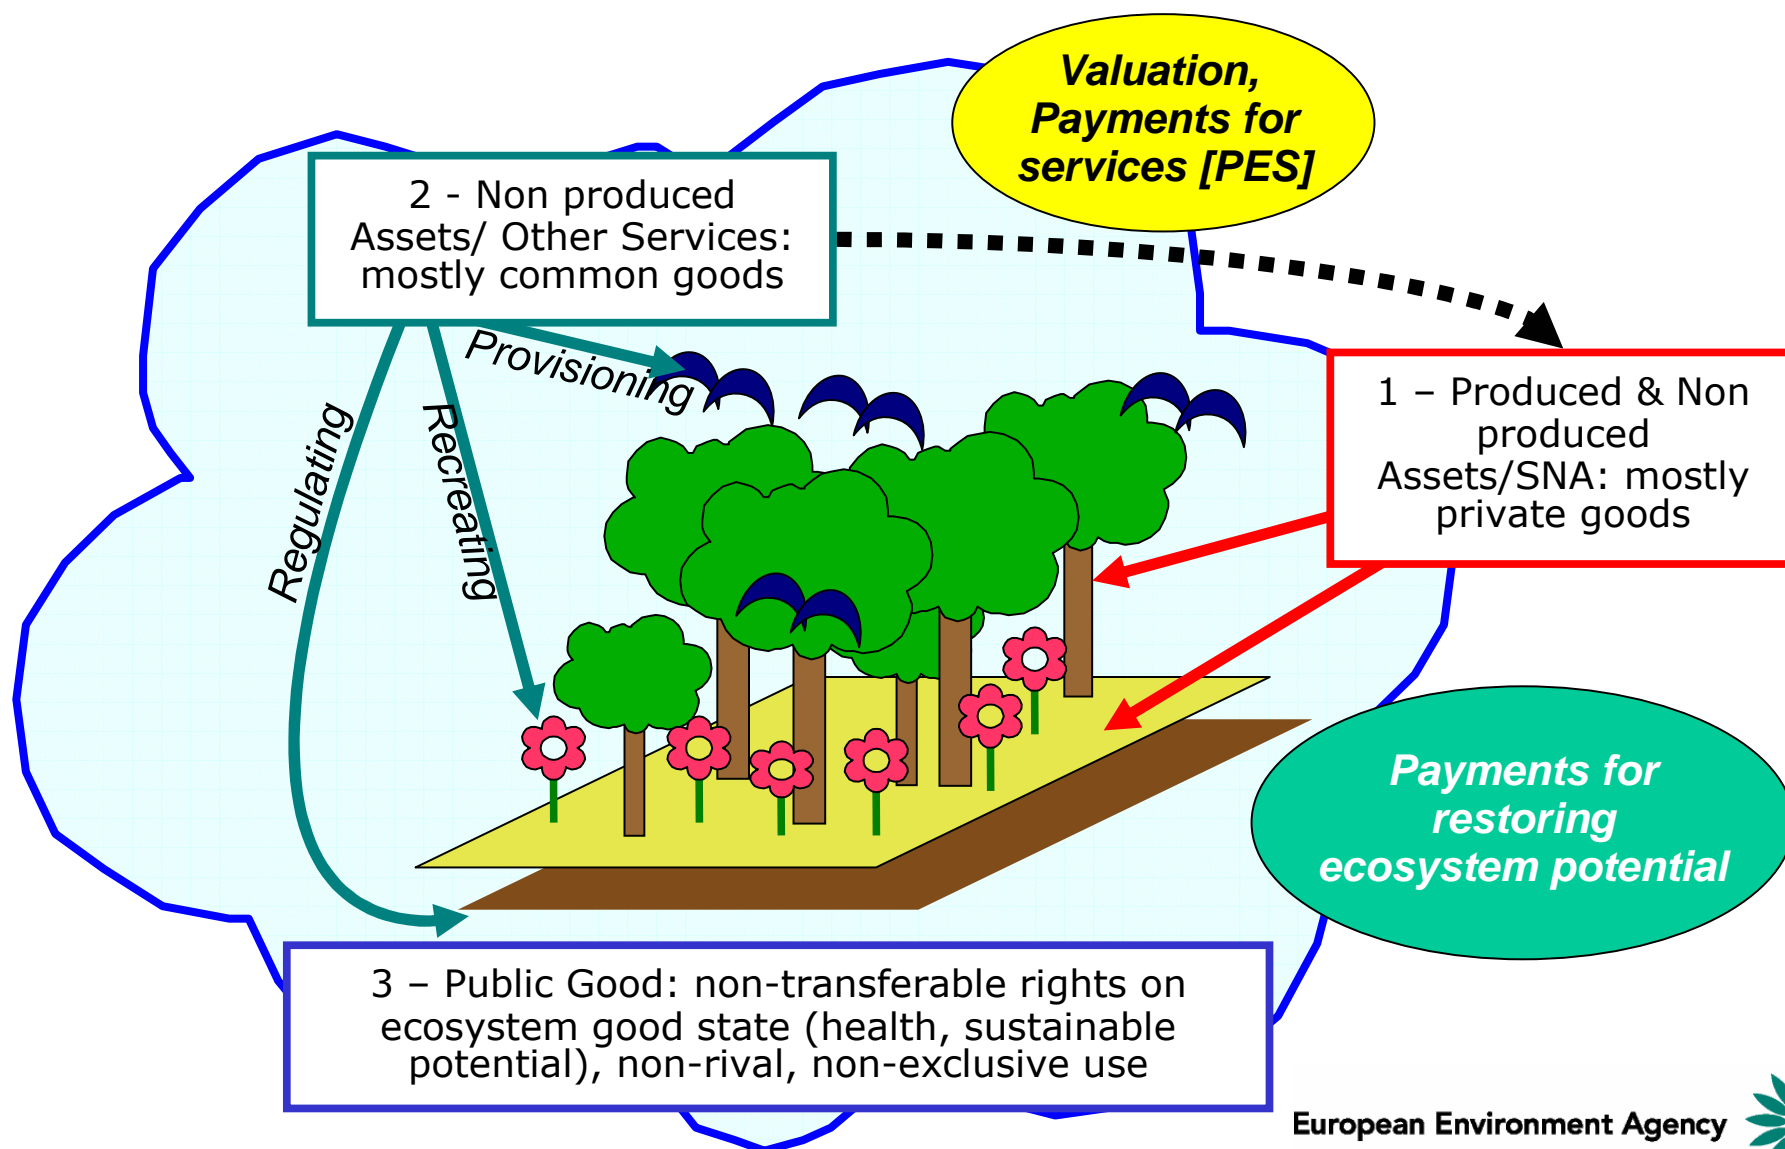 Valuation,
Payments for
services [PES]
2 - Non produced
Assets/ Other Services:
mostly common goods
Provisioning
Recreating
Regulating
1 – Produced & Non
produced
Assets/SNA: mostly
private goods
Payments for
restoring
ecosystem potential
3 – Public Good: non-transferable rights on
ecosystem good state (health, sustainable
potential), non-rival, non-exclusive use
European Environment Agency